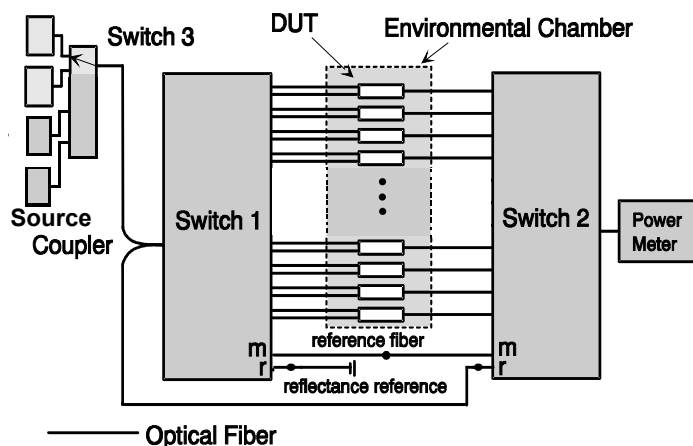 Switch 3
DUT
Environmental Chamber
Source
Coupler
Switch 1
Switch 2
Power
Meter
m
reference fiber
m
r
reflectance reference
r
Optical Fiber